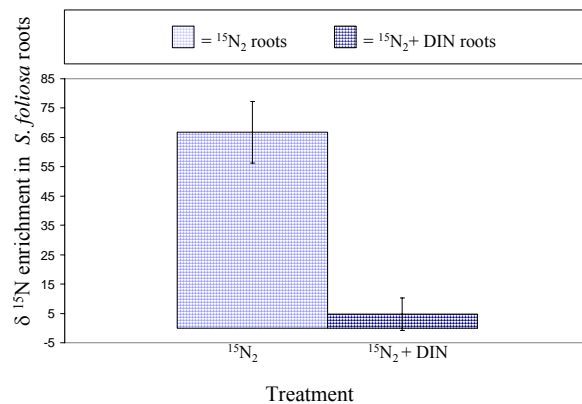 = ¹⁵N₂ roots
= ¹⁵N₂+ DIN roots
δ ¹⁵N enrichment in S. foliosa roots
85
75
65
55
45
35
25
15
5
-5
¹⁵N₂
¹⁵N₂ + DIN
Treatment